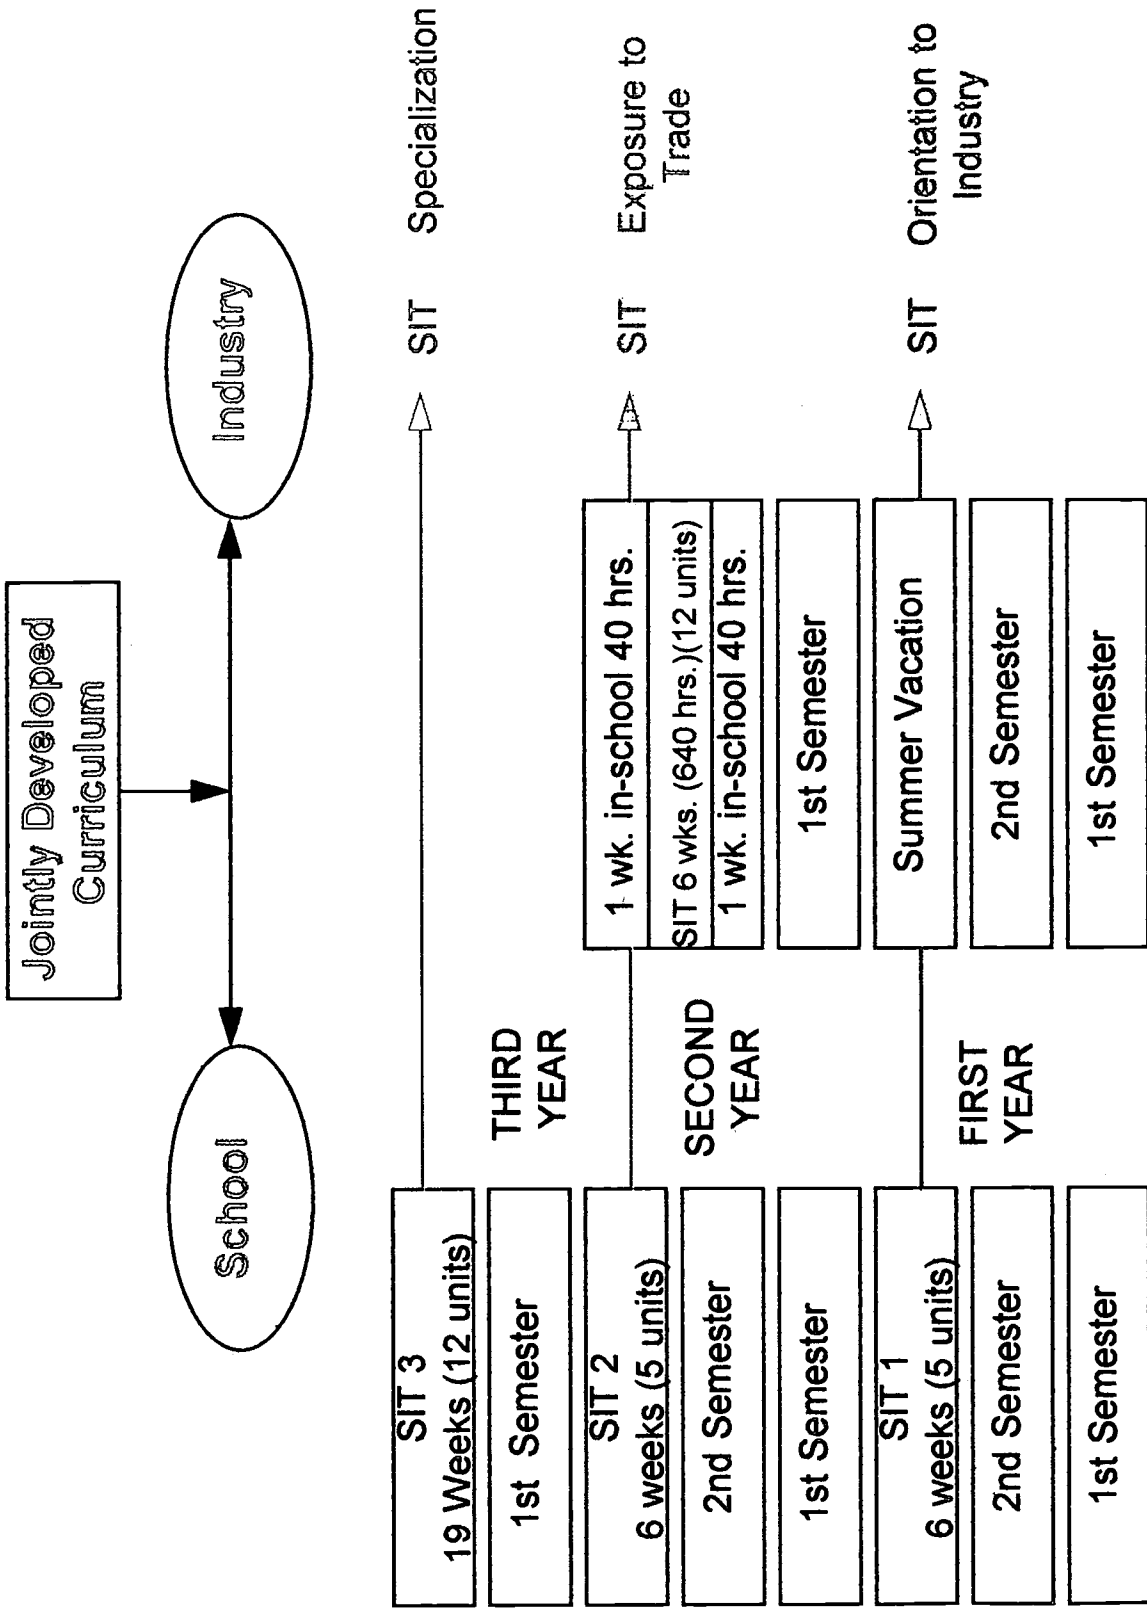 Jointly Developed
Curriculum
School
Industry
SIT 3
19 Weeks (12 units)
1st Semester
SIT 2
6 weeks (5 units)
2nd Semester
1st Semester
SIT 1
6 weeks (5 units)
2nd Semester
1st Semester
THIRD
YEAR
SECOND
YEAR
FIRST
YEAR
1 wk. in-school 40 hrs.
SIT 6 wks. (640 hrs.)(12 units)
1 wk. in-school 40 hrs.
1st Semester
Summer Vacation
2nd Semester
1st Semester
SIT Specialization
SIT Exposure to
Trade
SIT Orientation to
Industry